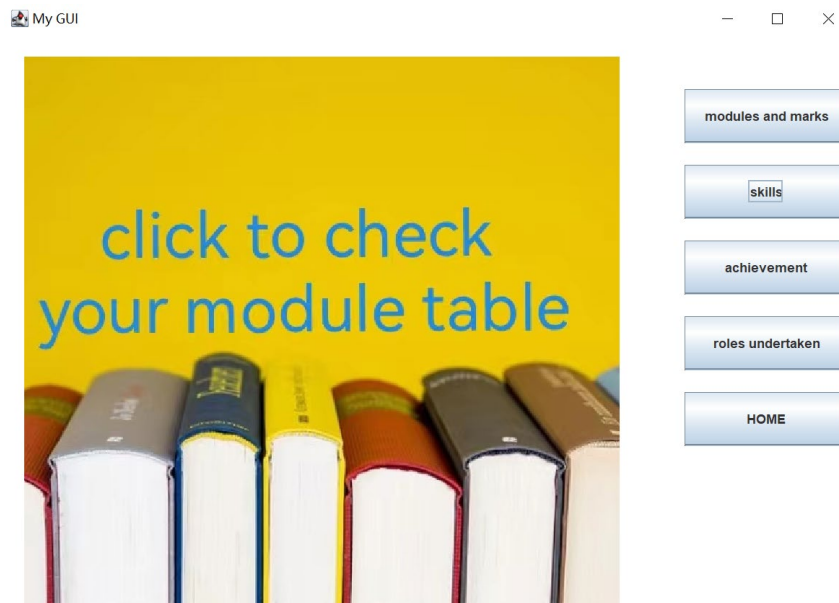 My GUI
click to check
your module table
modules and marks
skills
achievement
roles undertaken
HOME